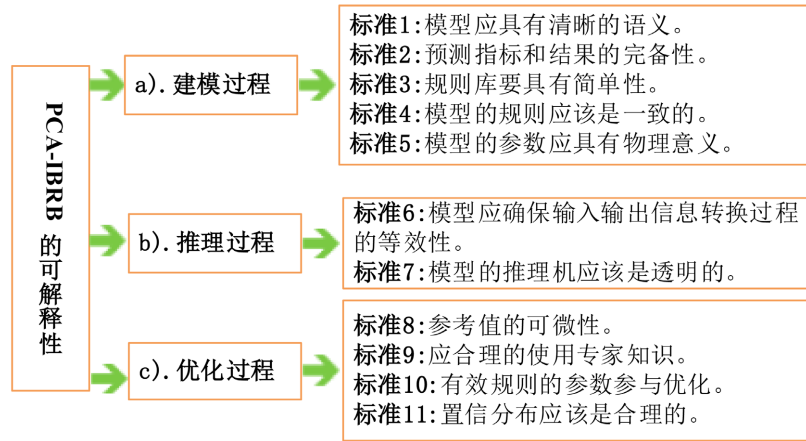 PCA-IBRB的可解释性
a). 建模过程
标准1:模型应具有清晰的语义。
标准2:预测指标和结果的完备性。
标准3:规则库要具有简单性。
标准4:模型的规则应该是一致的。
标准5:模型的参数应具有物理意义。
b). 推理过程
标准6:模型应确保输入输出信息转换过程
的等效性。
标准7:模型的推理机应该是透明的。
c). 优化过程
标准8:参考值的可微性。
标准9:应合理的使用专家知识。
标准10:有效规则的参数参与优化。
标准11:置信分布应该是合理的。